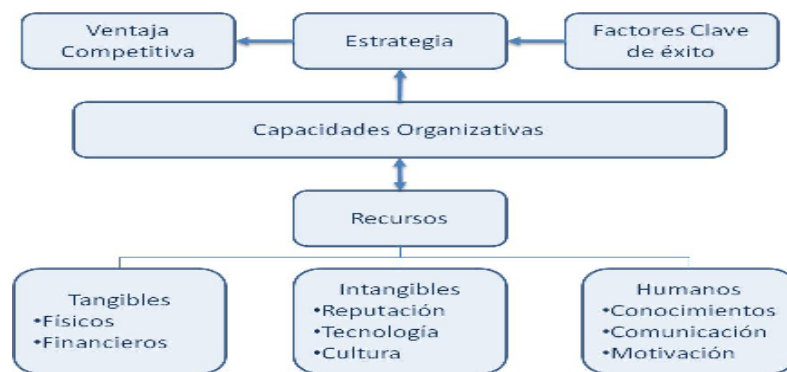 Ventaja
Competitiva
Estrategia
Factores Clave
de éxito
Capacidades Organizativas
Recursos
Tangibles
•Físicos
•Financieros
Intangibles
•Reputación
•Tecnología
•Cultura
Humanos
•Conocimientos
•Comunicación
•Motivación